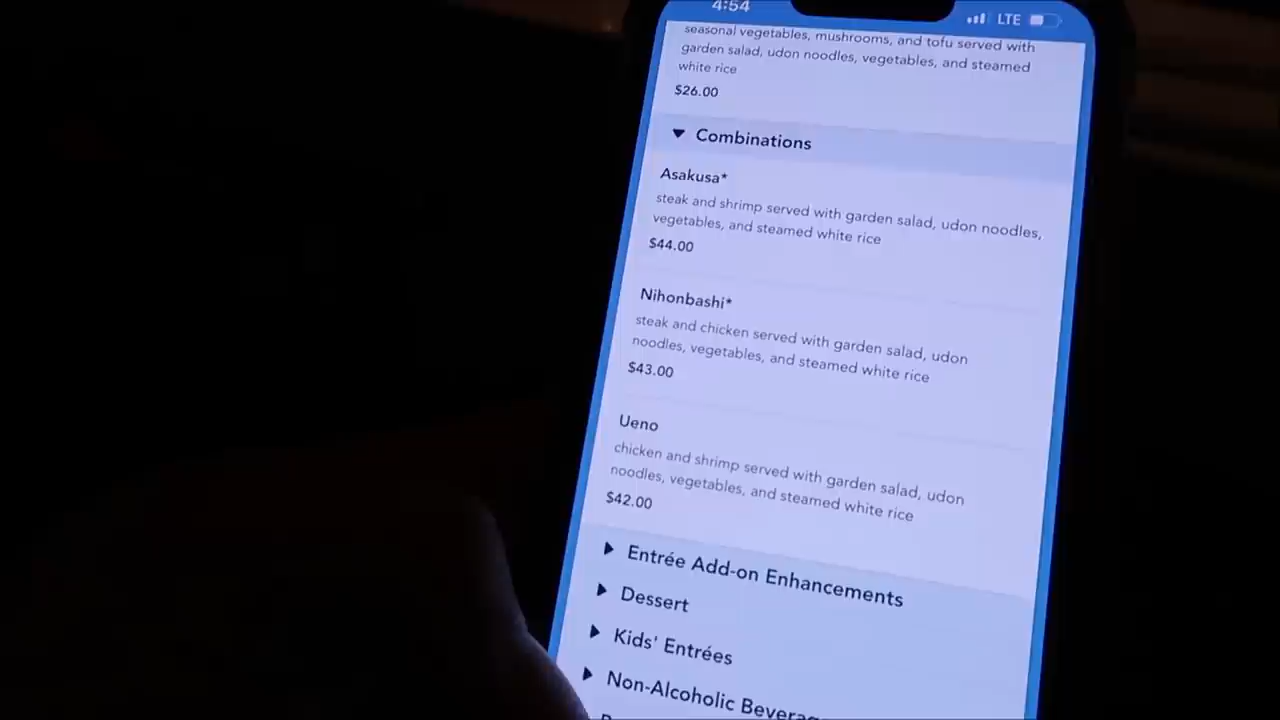 4:54
LTE
seasonal vegetables, mushrooms, and tofu served with
garden salad, udon noodles, vegetables, and steamed
white rice
$26.00
Combinations
Asakusa*
steak and shrimp served with garden salad, udon noodles,
vegetables, and steamed white rice
$44.00
Nihonbashi*
steak and chicken served with garden salad, udon
noodles, vegetables, and steamed white rice
$43.00
Ueno
chicken and shrimp served with garden salad, udon
noodles, vegetables, and steamed white rice
$42.00
Entrée Add-on Enhancements
Dessert
Kids' Entrées
Non-Alcoholic